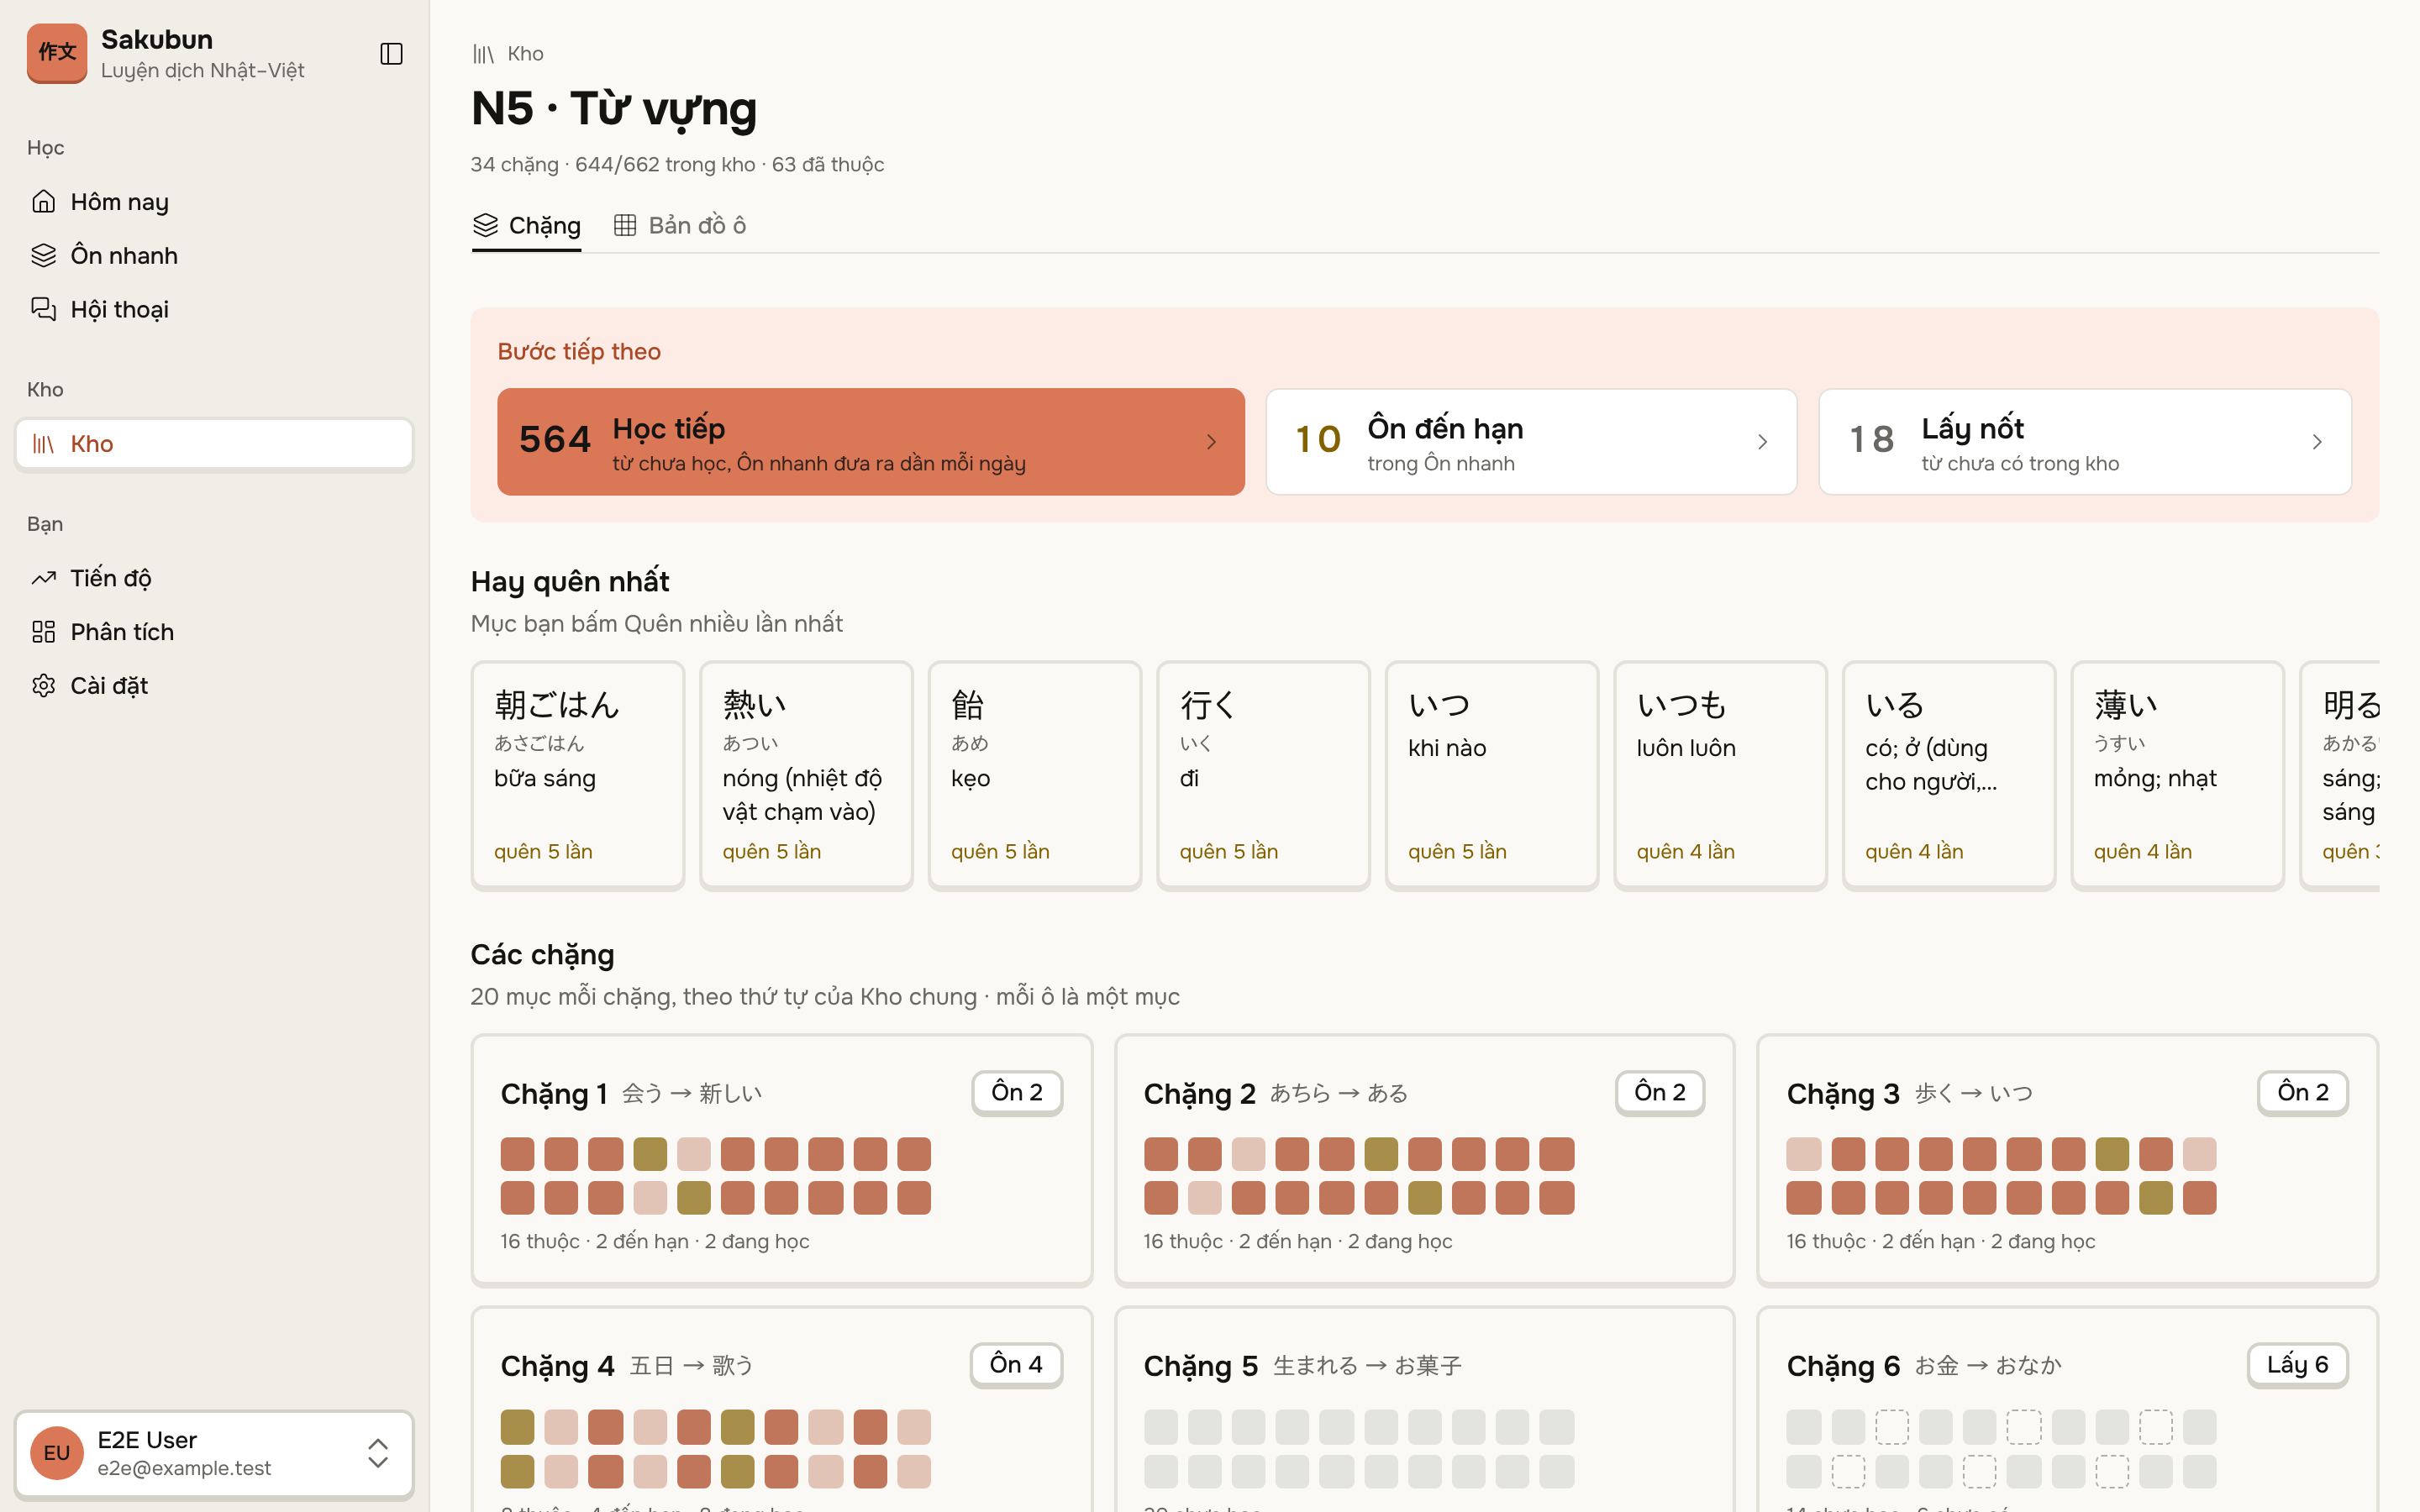 作文
Sakubun
Luyện dịch Nhật–Việt
Học
Hôm nay
Ôn nhanh
Hội thoại
Kho
Kho
Bạn
Tiến độ
Phân tích
Cài đặt
EU
E2E User
e2e@example.test
Kho
N5 · Từ vựng
34 chặng · 644/662 trong kho · 63 đã thuộc
Chặng
Bản đồ ô
Bước tiếp theo
564
Học tiếp
từ chưa học, Ôn nhanh đưa ra dần mỗi ngày
10
Ôn đến hạn
trong Ôn nhanh
18
Lấy nốt
từ chưa có trong kho
Hay quên nhất
Mục bạn bấm Quên nhiều lần nhất
朝ごはん
あさごはん
bữa sáng
quên 5 lần
熱い
あつい
nóng (nhiệt độ
vật chạm vào)
quên 5 lần
飴
あめ
kẹo
quên 5 lần
行く
いく
đi
quên 5 lần
いつ
khi nào
quên 5 lần
いつも
luôn luôn
quên 4 lần
いる
có; ở (dùng
cho người,...
quên 4 lần
薄い
うすい
mỏng; nhạt
quên 4 lần
明る
あかる
sáng;
sáng
quên
Các chặng
20 mục mỗi chặng, theo thứ tự của Kho chung · mỗi ô là một mục
Chặng 1 会う → 新しい
Ôn 2
16 thuộc · 2 đến hạn · 2 đang học
Chặng 2 あちら → ある
Ôn 2
16 thuộc · 2 đến hạn · 2 đang học
Chặng 3 歩く → いつ
Ôn 2
16 thuộc · 2 đến hạn · 2 đang học
Chặng 4 五日 → 歌う
Ôn 4
Chặng 5 生まれる → お菓子
Chặng 6 お金 → おなか
Lấy 6